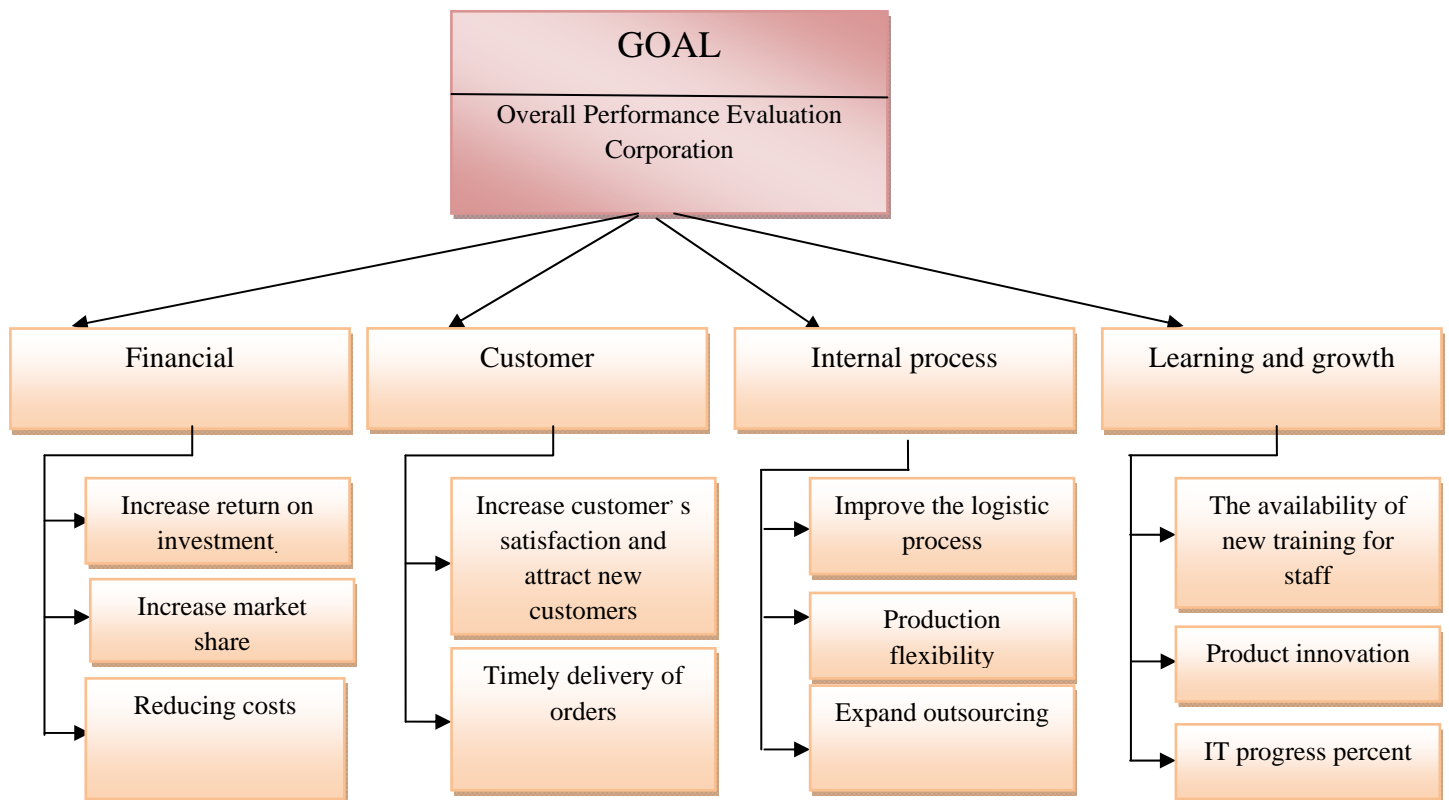 GOAL
Overall Performance Evaluation
Corporation
Financial
Customer
Internal process
Learning and growth
Increase return on
investment.
Increase market
share
Reducing costs
Increase customer’ s
satisfaction and
attract new
customers
Timely delivery of
orders
Improve the logistic
process
Production
flexibility
Expand outsourcing
The availability of
new training for
staff
Product innovation
IT progress percent